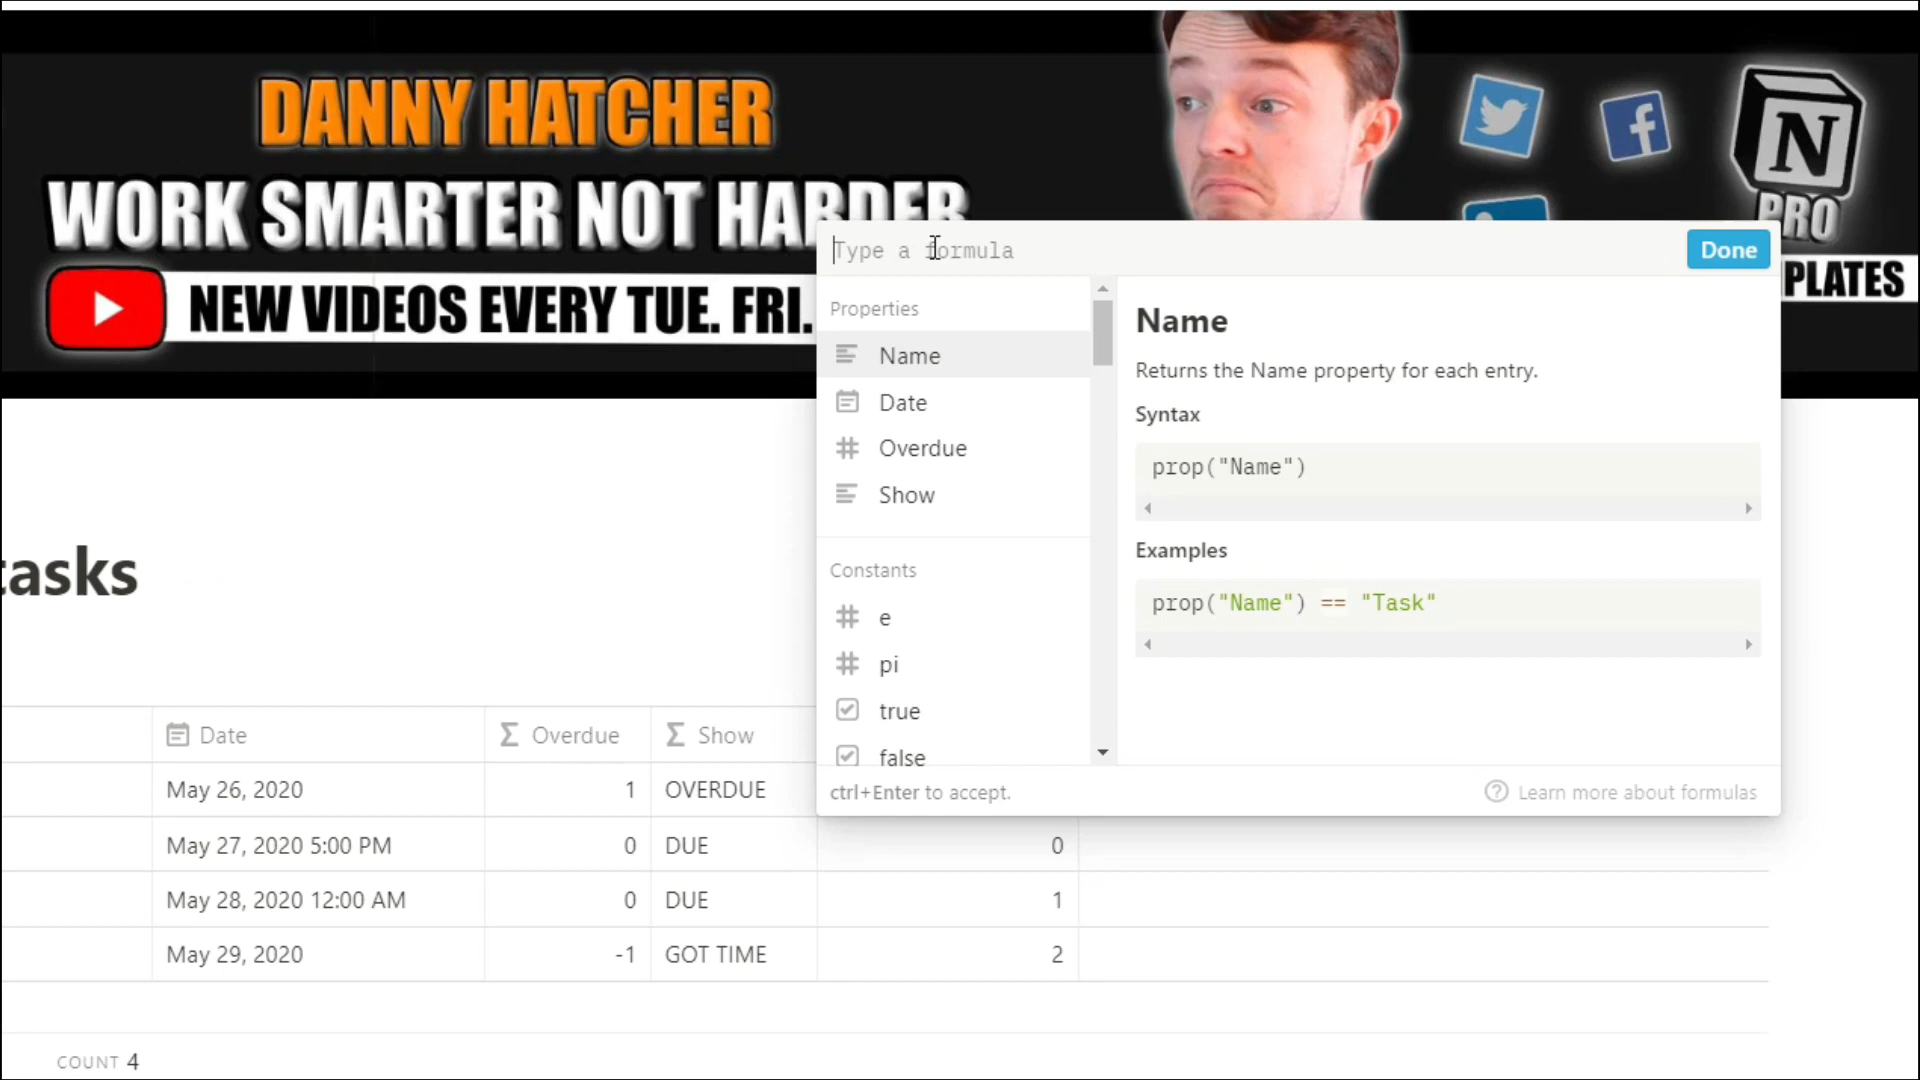 DANNY HATCHER
WORK SMARTER NOT HARDER
NEW VIDEOS EVERY TUE. FRI.
N
PRO
PLATES
Type a formula
Done
Properties
Name
Date
Overdue
Show
Constants
e
pi
true
false
Name
Returns the Name property for each entry.
Syntax
prop("Name")
Examples
prop("Name") == "Task"
ctrl+Enter to accept.
Learn more about formulas
tasks
Date Overdue Show
May 26, 2020 1 OVERDUE
May 27, 2020 5:00 PM 0 DUE 0
May 28, 2020 12:00 AM 0 DUE 1
May 29, 2020 -1 GOT TIME 2
COUNT 4